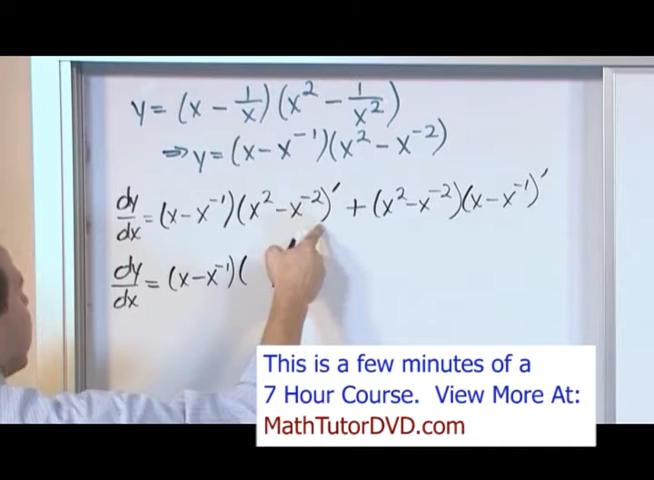 y = (x - 1/x)(x² - 1/x²)
⇒ y = (x - x⁻¹)(x² - x⁻²)
dy/dx = (x - x⁻¹)(x² - x⁻²)′ + (x² - x⁻²)(x - x⁻¹)′
dy/dx = (x - x⁻¹)(
This is a few minutes of a
7 Hour Course. View More At:
MathTutorDVD.com